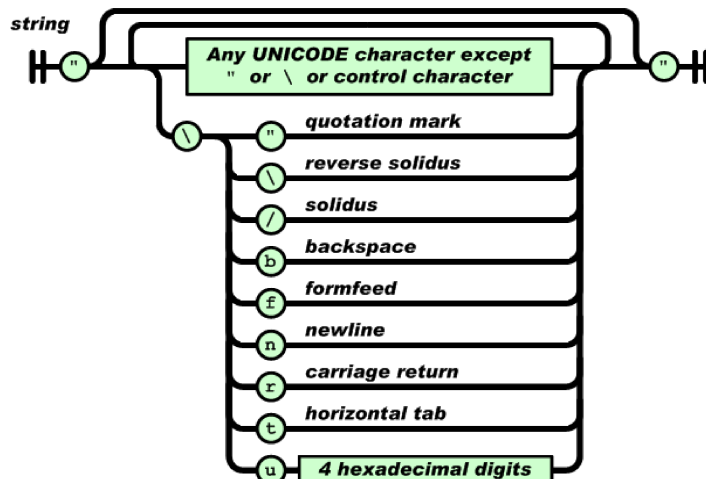 string
" Any UNICODE character except "
" or \ or control character
\ " quotation mark
\ reverse solidus
/ solidus
b backspace
f formfeed
n newline
r carriage return
t horizontal tab
u 4 hexadecimal digits